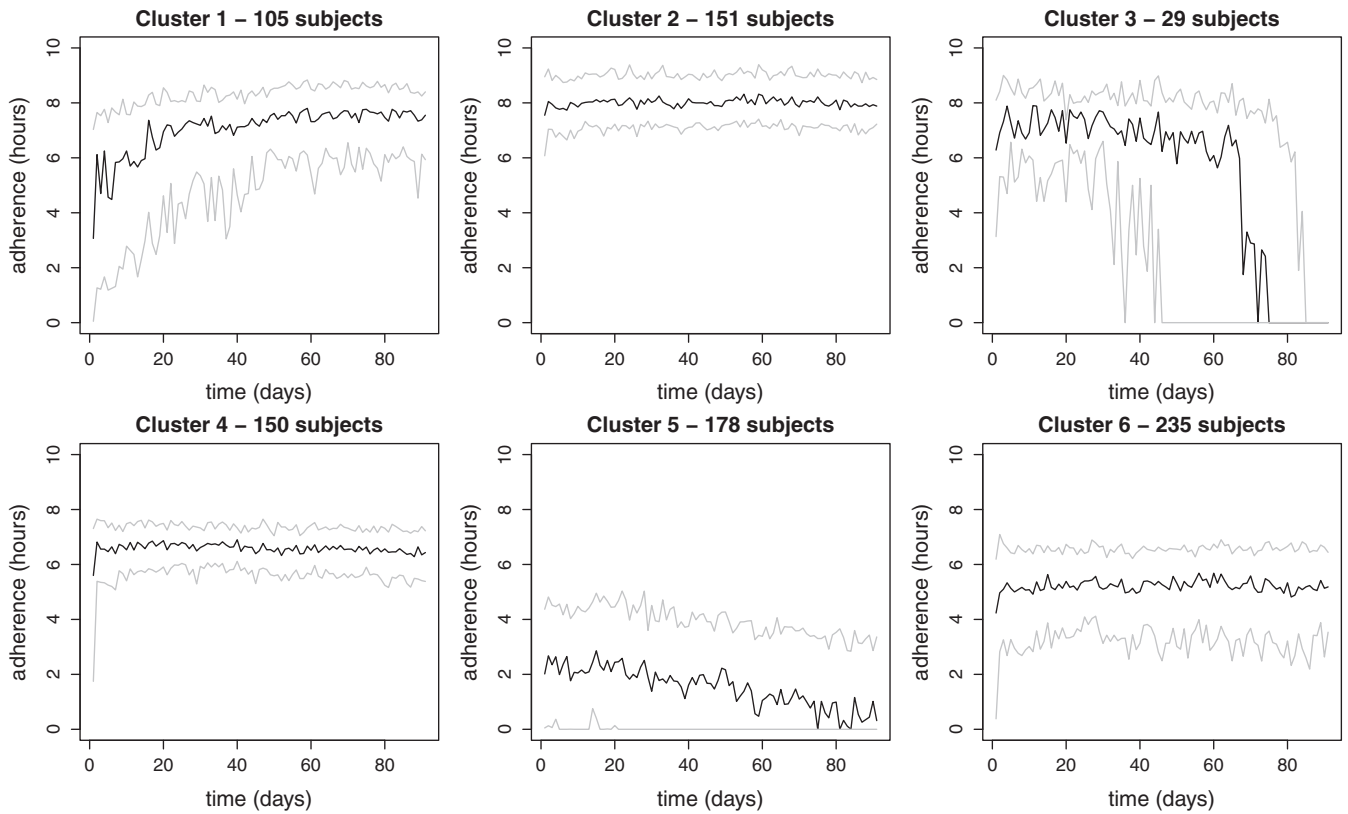 Cluster 1 – 105 subjects
adherence (hours)
10
8
6
4
2
0
0 20 40 60 80
time (days)
Cluster 2 – 151 subjects
adherence (hours)
10
8
6
4
2
0
0 20 40 60 80
time (days)
Cluster 3 – 29 subjects
adherence (hours)
10
8
6
4
2
0
0 20 40 60 80
time (days)
Cluster 4 – 150 subjects
adherence (hours)
10
8
6
4
2
0
0 20 40 60 80
time (days)
Cluster 5 – 178 subjects
adherence (hours)
10
8
6
4
2
0
0 20 40 60 80
time (days)
Cluster 6 – 235 subjects
adherence (hours)
10
8
6
4
2
0
0 20 40 60 80
time (days)